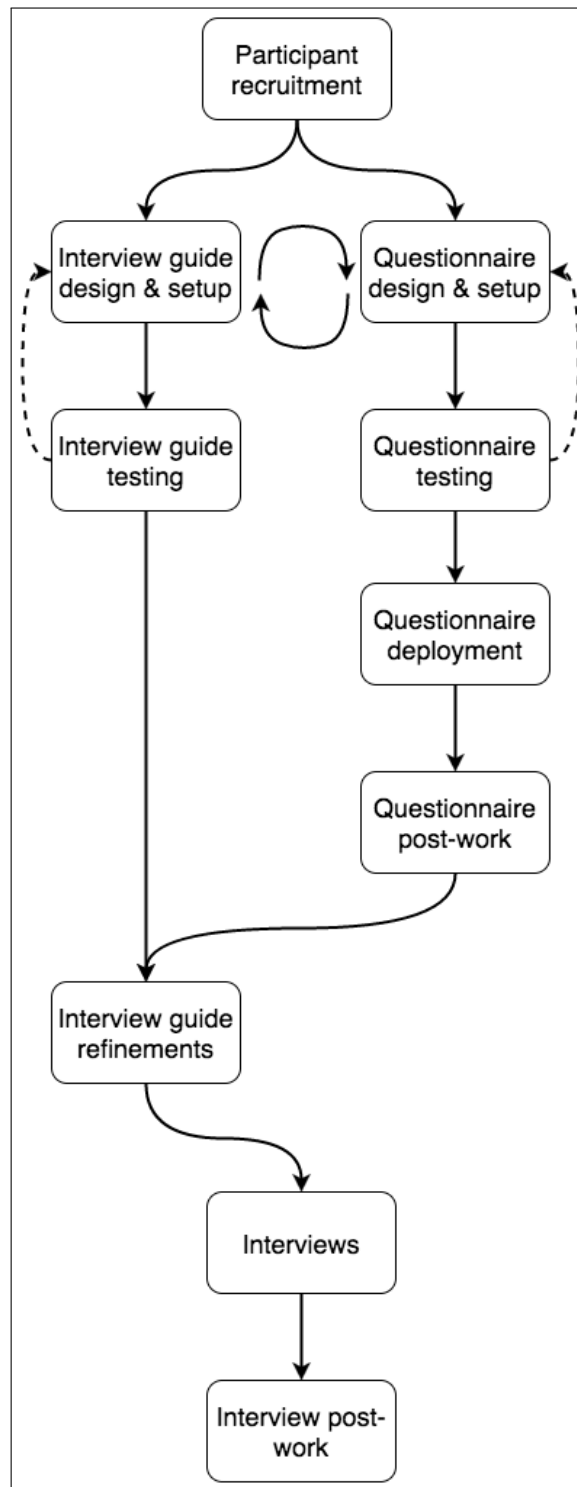 Participant
recruitment
Interview guide
design & setup
Questionnaire
design & setup
Interview guide
testing
Questionnaire
testing
Questionnaire
deployment
Questionnaire
post-work
Interview guide
refinements
Interviews
Interview post-
work